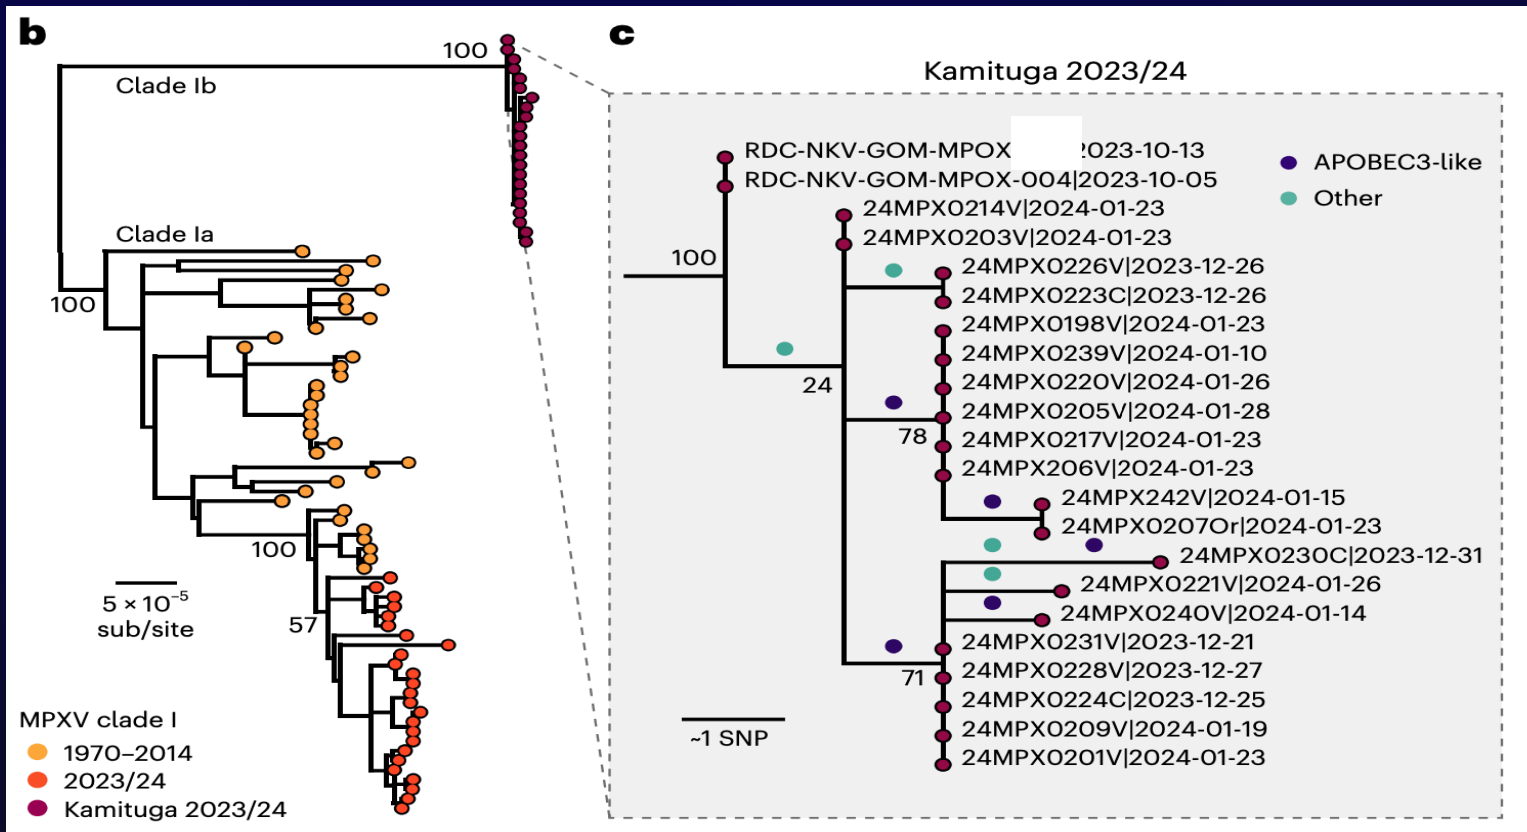 b
100
Clade Ib
Clade Ia
100
100
57
5 × 10⁻⁵
sub/site
MPXV clade I
1970–2014
2023/24
Kamituga 2023/24
c
Kamituga 2023/24
RDC-NKV-GOM-MPOX 2023-10-13
RDC-NKV-GOM-MPOX-004|2023-10-05
24MPX0214V|2024-01-23
24MPX0203V|2024-01-23
24MPX0226V|2023-12-26
24MPX0223C|2023-12-26
24MPX0198V|2024-01-23
24MPX0239V|2024-01-10
24MPX0220V|2024-01-26
24MPX0205V|2024-01-28
24MPX0217V|2024-01-23
24MPX206V|2024-01-23
24MPX242V|2024-01-15
24MPX0207Or|2024-01-23
24MPX0230C|2023-12-31
24MPX0221V|2024-01-26
24MPX0240V|2024-01-14
24MPX0231V|2023-12-21
24MPX0228V|2023-12-27
24MPX0224C|2023-12-25
24MPX0209V|2024-01-19
24MPX0201V|2024-01-23
100
24
78
71
~1 SNP
APOBEC3-like
Other